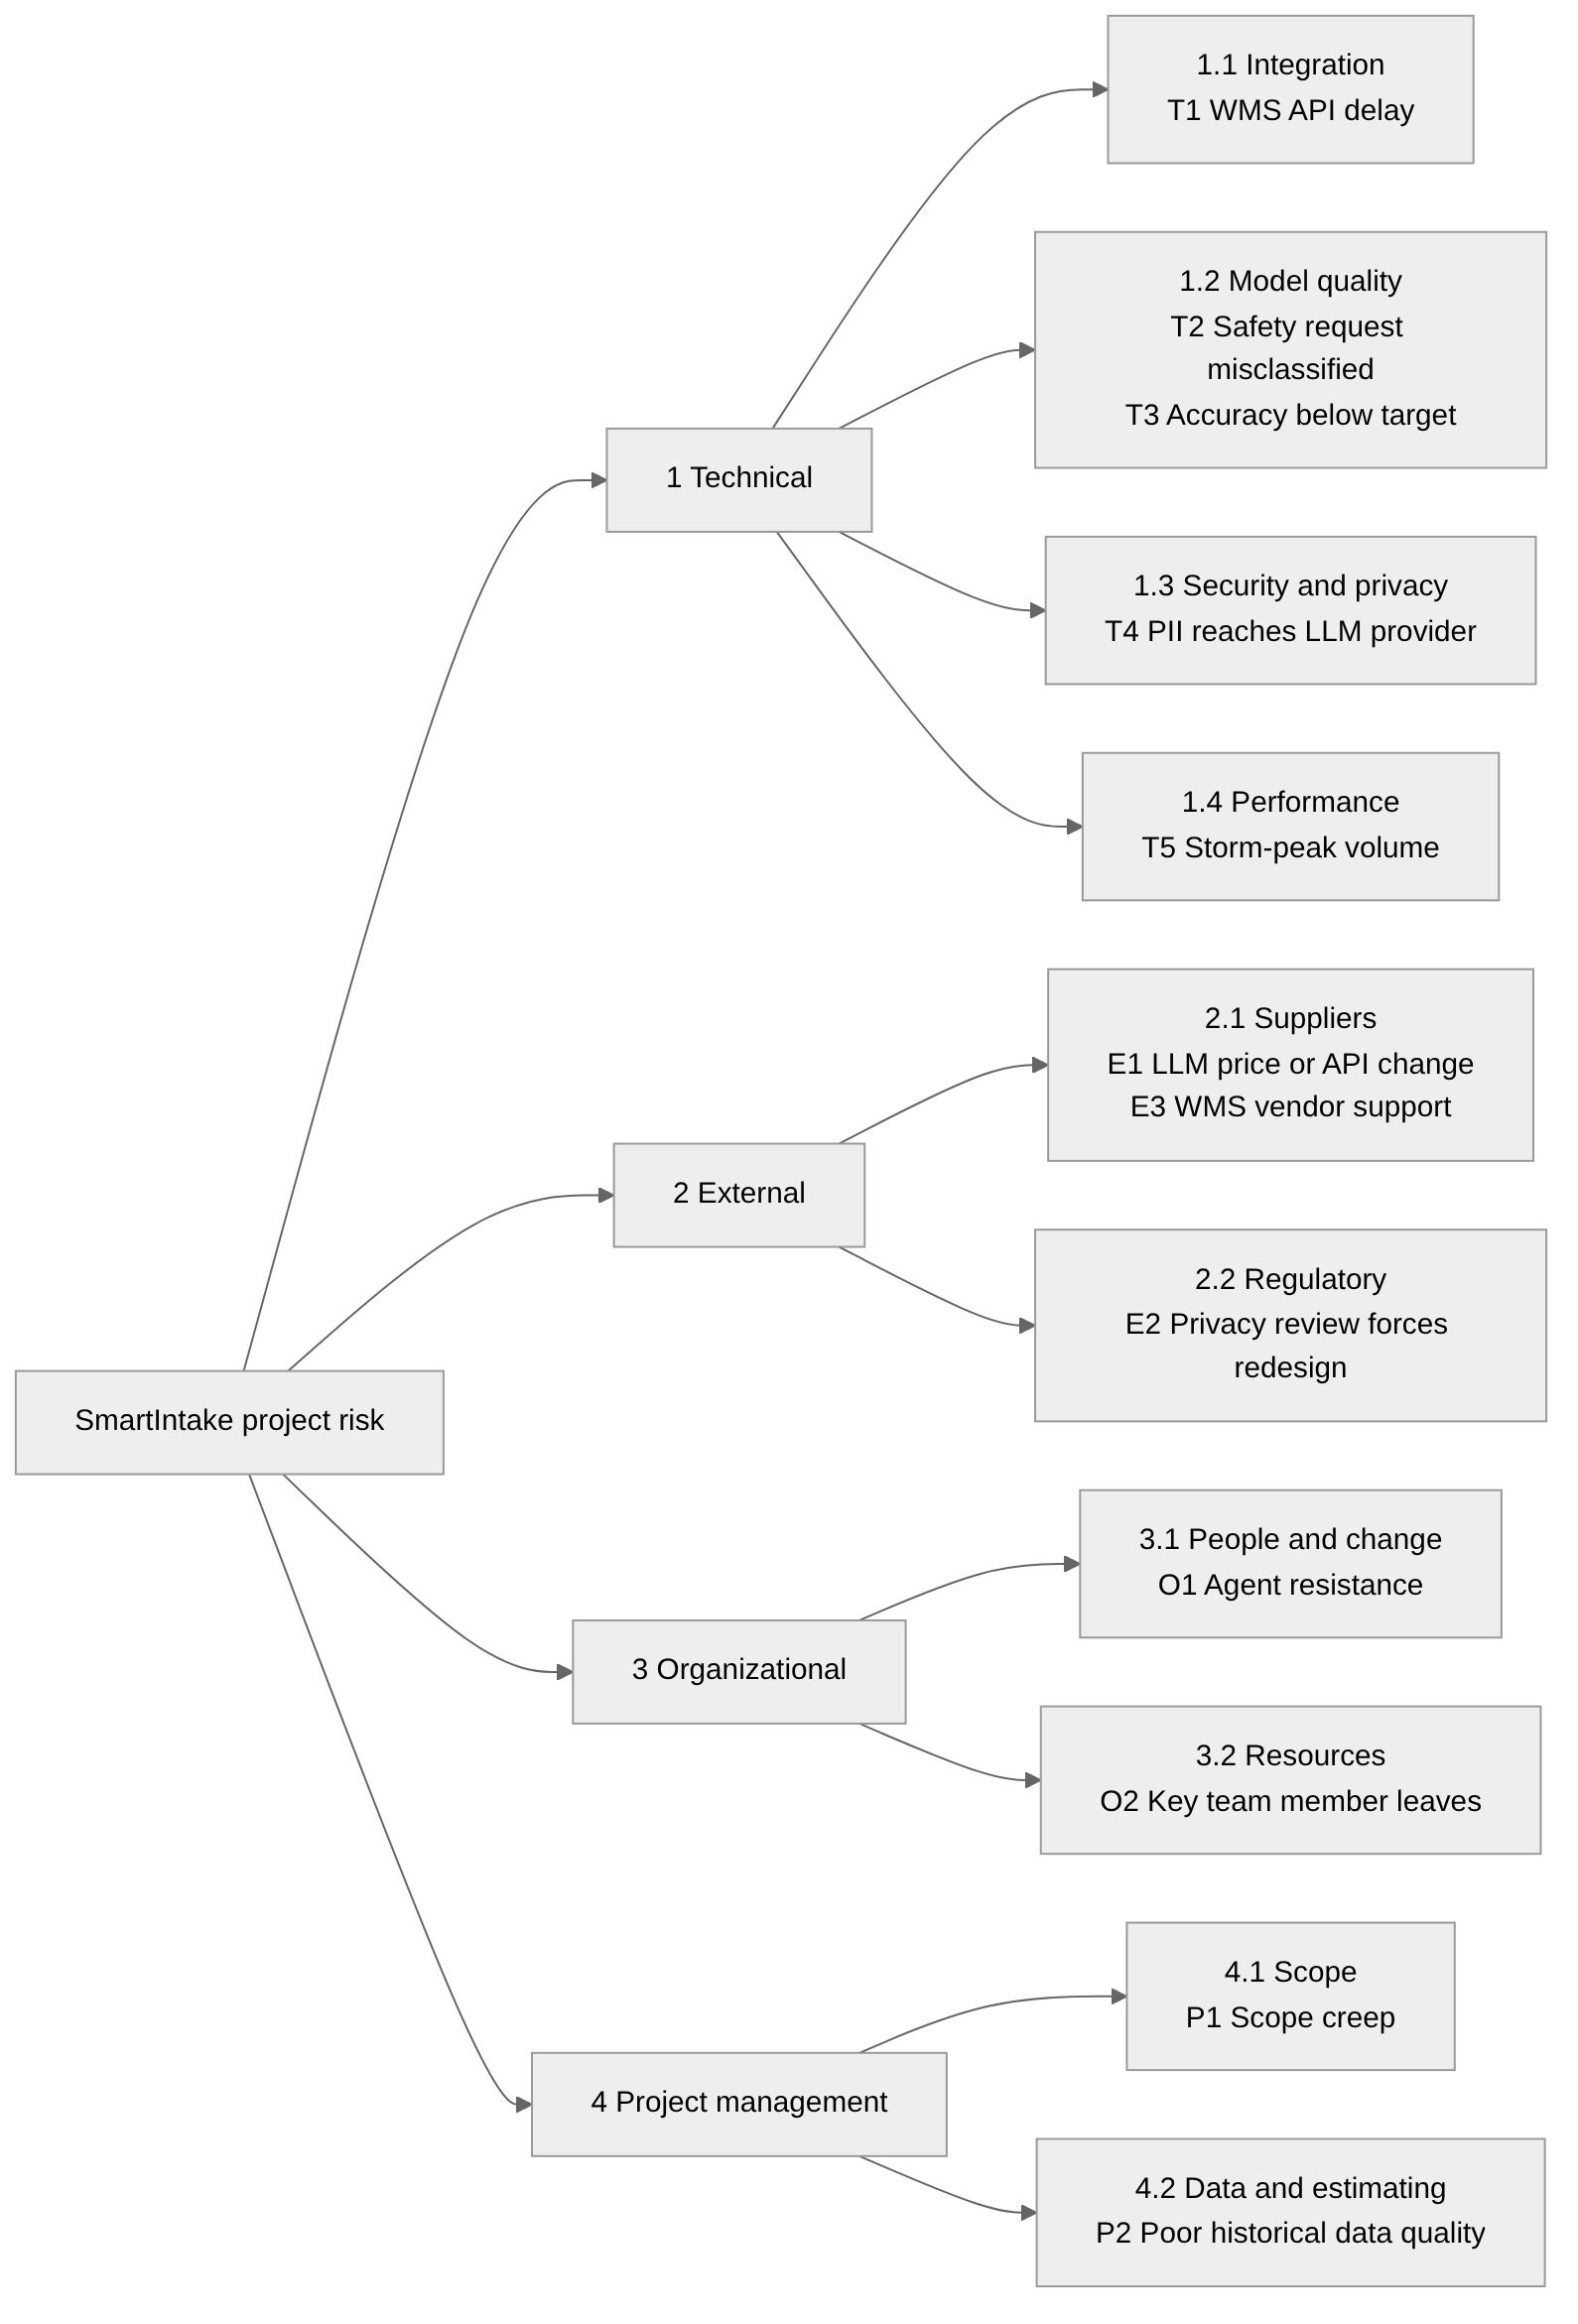 SmartIntake project risk
1 Technical
1.1 Integration
T1 WMS API delay
1.2 Model quality
T2 Safety request
misclassified
T3 Accuracy below target
1.3 Security and privacy
T4 PII reaches LLM provider
1.4 Performance
T5 Storm-peak volume
2 External
2.1 Suppliers
E1 LLM price or API change
E3 WMS vendor support
2.2 Regulatory
E2 Privacy review forces
redesign
3 Organizational
3.1 People and change
O1 Agent resistance
3.2 Resources
O2 Key team member leaves
4 Project management
4.1 Scope
P1 Scope creep
4.2 Data and estimating
P2 Poor historical data quality